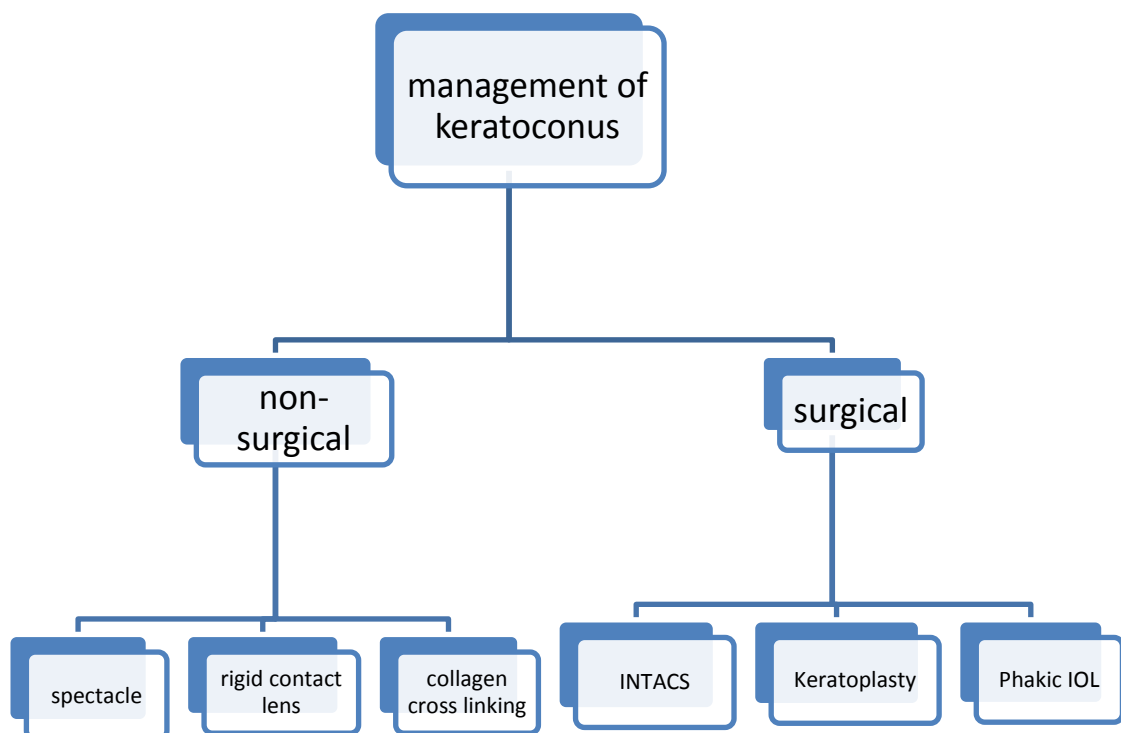 management of
keratoconus
non-
surgical
surgical
spectacle
rigid contact
lens
collagen
cross linking
INTACS
Keratoplasty
Phakic IOL